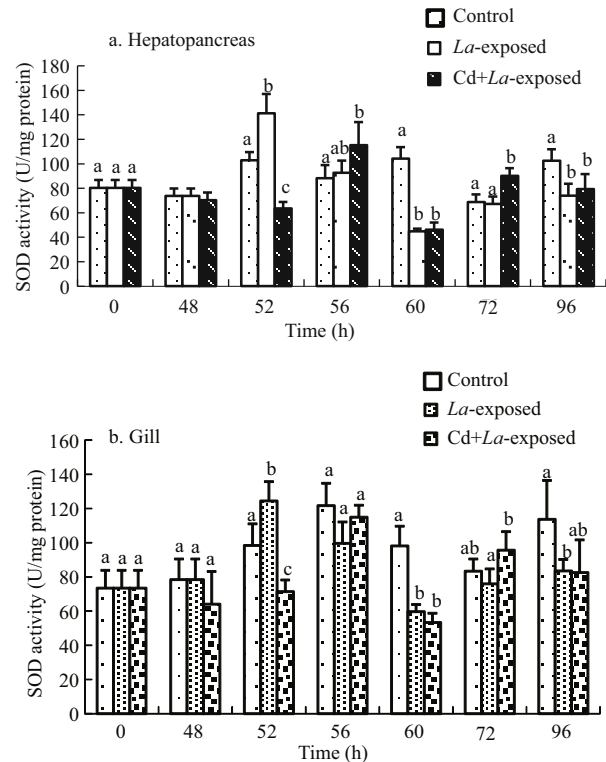 a. Hepatopancreas
Control
La-exposed
Cd+La-exposed
SOD activity (U/mg protein)
180
160
140
120
100
80
60
40
20
0
a a a
a b c
a ab b
a b b
a a b
a b b
0 48 52 56 60 72 96
Time (h)
b. Gill
Control
La-exposed
Cd+La-exposed
SOD activity (U/mg protein)
160
140
120
100
80
60
40
20
0
a a a
a a a
a b c
a a a
a b b
ab a b
a b ab
0 48 52 56 60 72 96
Time (h)